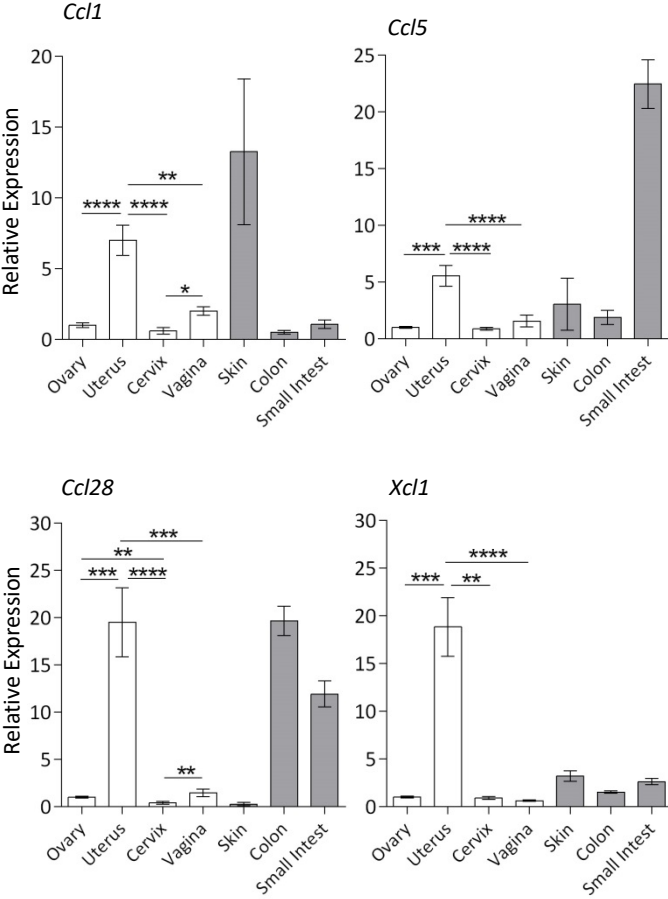 Ccl1
Relative Expression
20
15
10
5
0
**
**** ****
*
Ovary
Uterus
Cervix
Vagina
Skin
Colon
Small Intest
Ccl5
25
20
15
10
5
0
****
*** ****
Ovary
Uterus
Cervix
Vagina
Skin
Colon
Small Intest
Ccl28
Relative Expression
30
25
20
15
10
5
0
***
**
*** ****
**
Ovary
Uterus
Cervix
Vagina
Skin
Colon
Small Intest
Xcl1
30
25
20
15
10
5
0
****
*** **
Ovary
Uterus
Cervix
Vagina
Skin
Colon
Small Intest